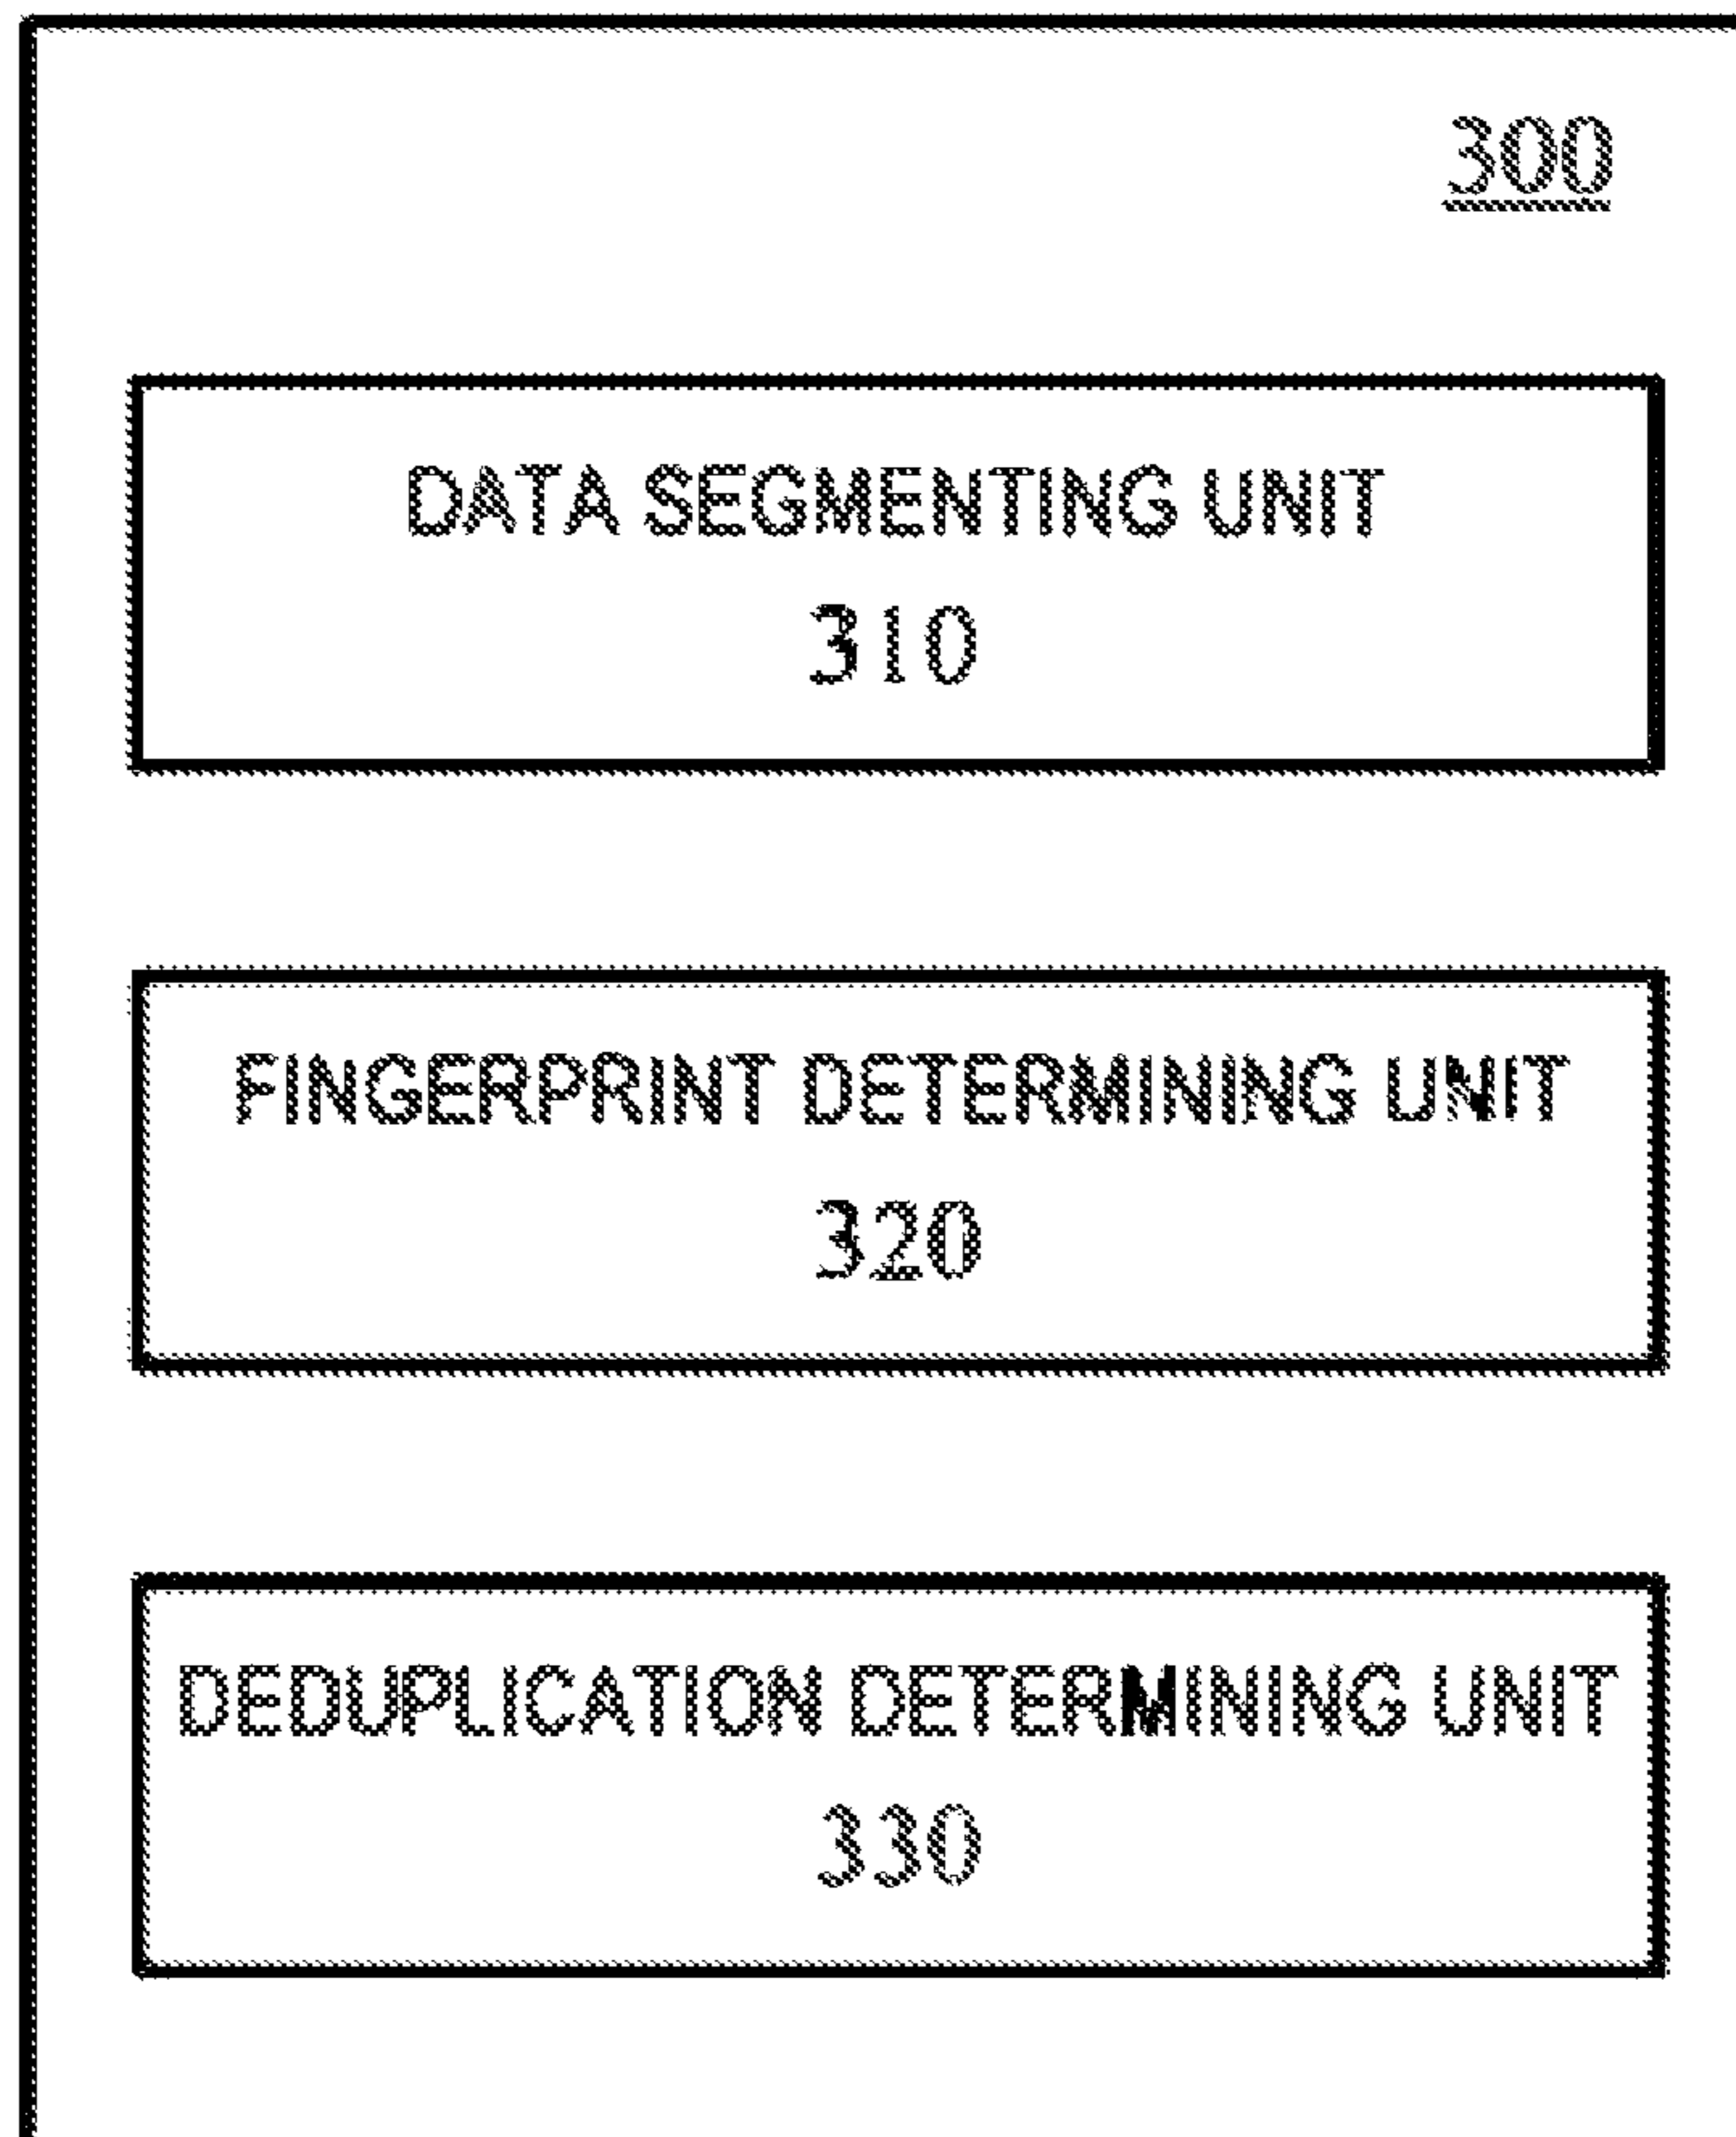 300
DATA SEGMENTING UNIT
310
FINGERPRINT DETERMINING UNIT
320
DEDUPLICATION DETERMINING UNIT
330